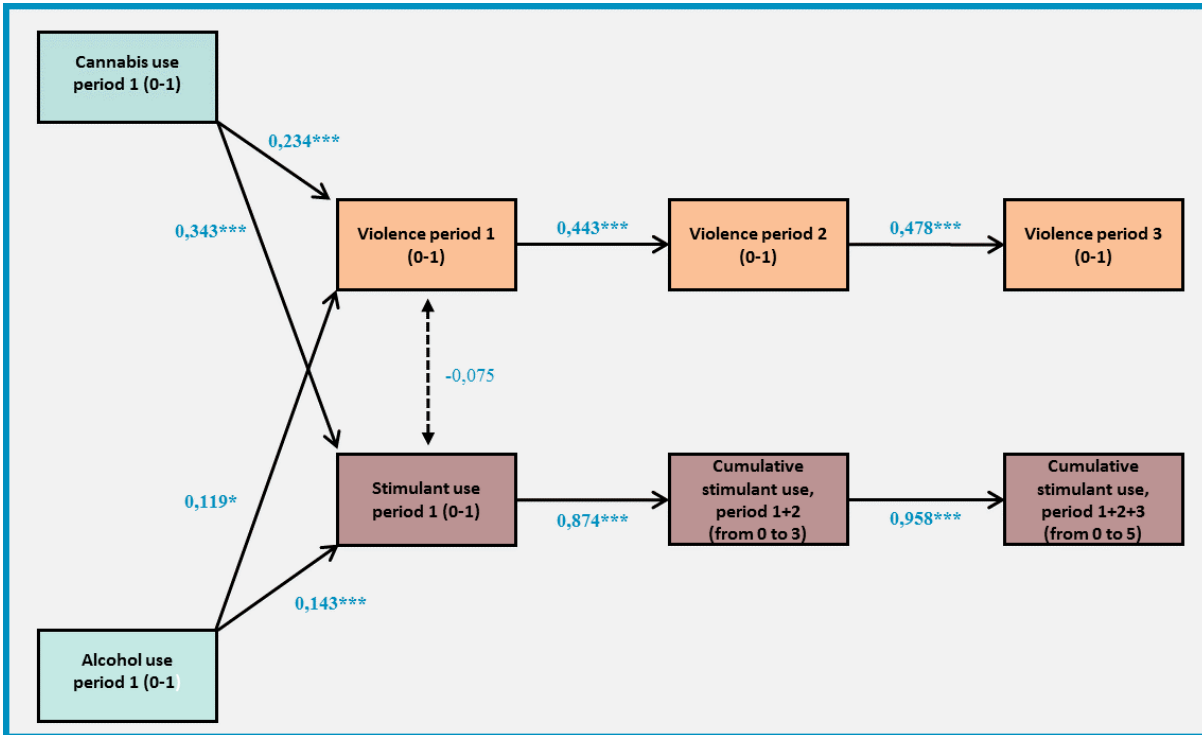 Cannabis use
period 1 (0-1)
0,234***
0,343***
Violence period 1
(0-1)
0,443***
Violence period 2
(0-1)
0,478***
Violence period 3
(0-1)
-0,075
0,119*
Stimulant use
period 1 (0-1)
0,874***
Cumulative
stimulant use,
period 1+2
(from 0 to 3)
0,958***
Cumulative
stimulant use,
period 1+2+3
(from 0 to 5)
0,143***
Alcohol use
period 1 (0-1)